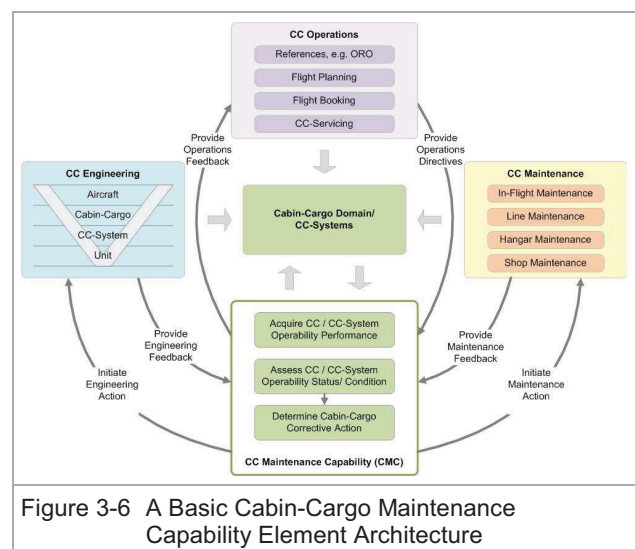 CC Operations
References, e.g. ORO
Flight Planning
Flight Booking
CC-Servicing
Provide
Operations
Feedback
Provide
Operations
Directives
CC Engineering
Aircraft
Cabin-Cargo
CC-System
Unit
Cabin-Cargo Domain/
CC-Systems
CC Maintenance
In-Flight Maintenance
Line Maintenance
Hangar Maintenance
Shop Maintenance
Acquire CC / CC-System
Operability Performance
Assess CC / CC-System
Operability Status/ Condition
Determine Cabin-Cargo
Corrective Action
CC Maintenance Capability (CMC)
Provide
Engineering
Feedback
Initiate
Engineering
Action
Provide
Maintenance
Feedback
Initiate
Maintenance
Action
Figure 3-6 A Basic Cabin-Cargo Maintenance
Capability Element Architecture